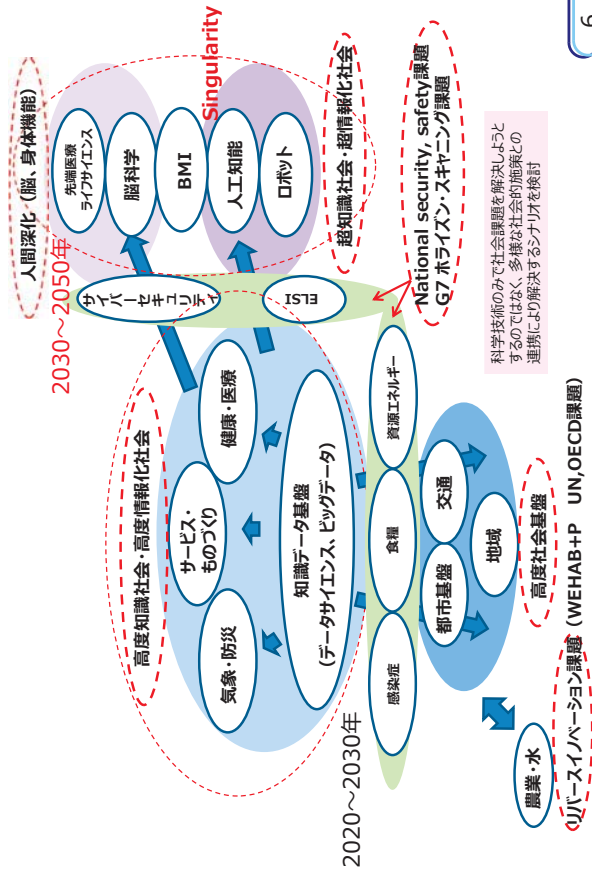 人間深化（脳、身体機能）
2030～2050年
先端医療
ライフサイエンス
脳科学
BMI
Singularity
人工知能
ロボット
超知識社会・超情報化社会
サイバーセキュリティ
ELSI
National security, safety課題
G7 ホライズン・スキャニング課題
高度知識社会・高度情報化社会
気象・防災
サービス・
ものづくり
健康・医療
知識データ基盤
（データサイエンス、ビッグデータ）
2020～2030年
感染症
食糧
資源エネルギー
都市基盤
交通
地域
高度社会基盤
農業・水
リバースイノベーション課題（WEHAB+P　UN,OECD課題）
科学技術のみで社会課題を解決しようと
するのではなく、多様な社会的施策との
連携により解決するシナリオを検討
6